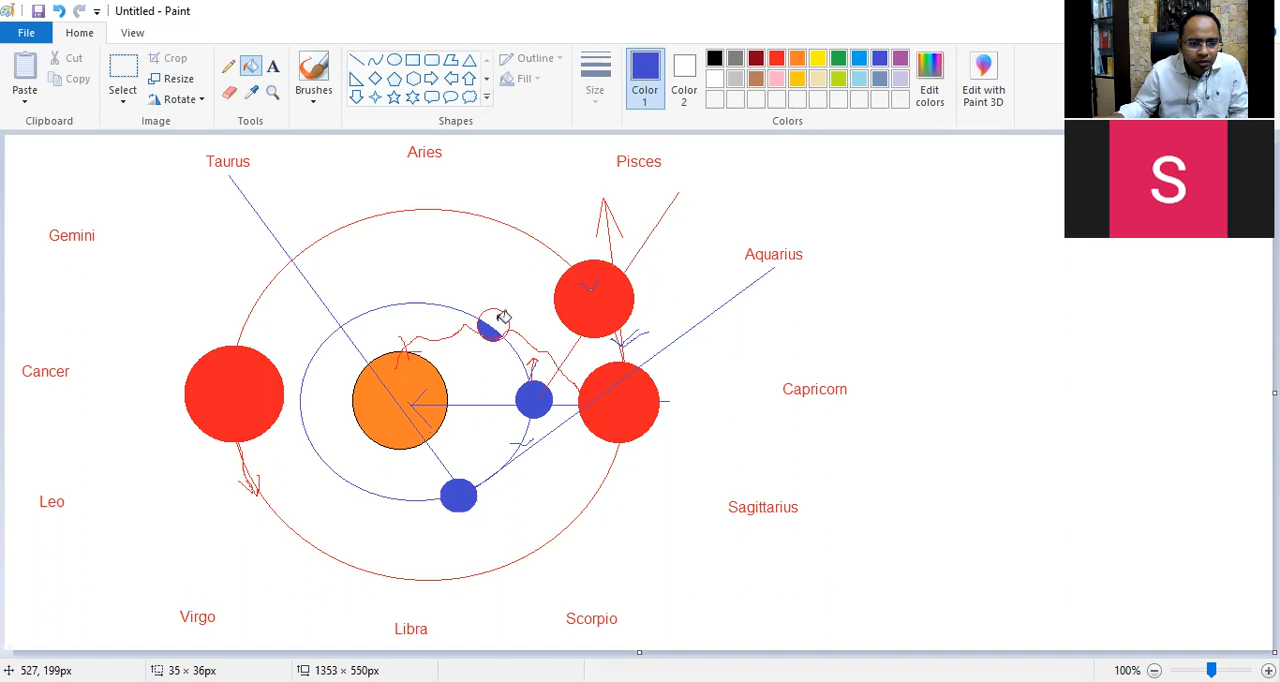 Untitled - Paint
File
Home
View
Paste
Cut
Copy
Clipboard
Select
Crop
Resize
Rotate
Image
Tools
Brushes
Outline
Fill
Shapes
Size
Color 1
Color 2
Edit colors
Colors
Edit with Paint 3D
S
Taurus
Aries
Pisces
Gemini
Aquarius
Cancer
Capricorn
Leo
Sagittarius
Virgo
Libra
Scorpio
527, 199px
35 × 36px
1353 × 550px
100%